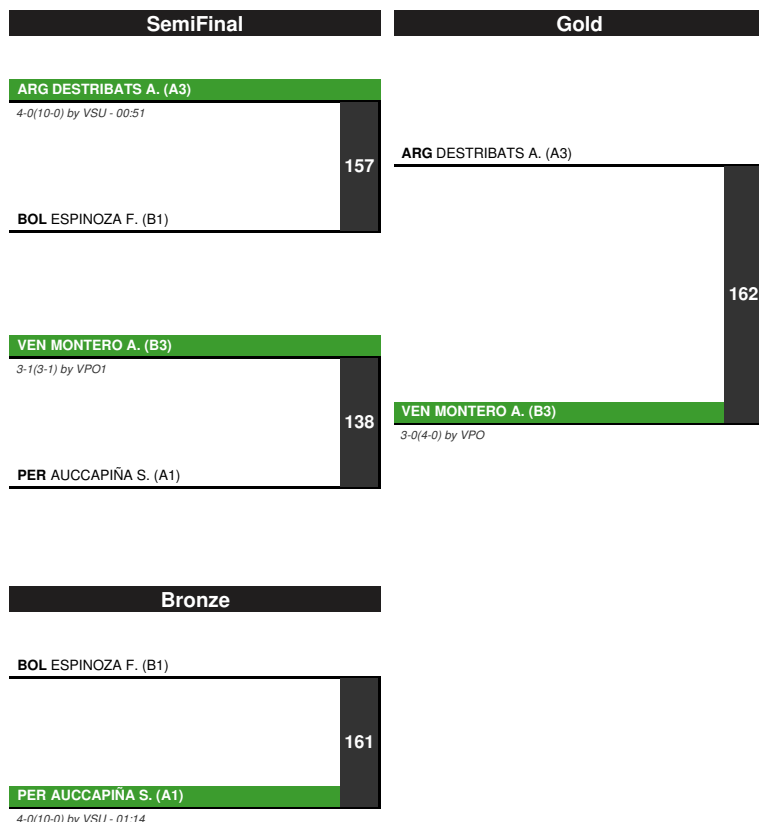 SemiFinal
ARG DESTRIBATS A. (A3)
4-0(10-0) by VSU - 00:51
157
BOL ESPINOZA F. (B1)
VEN MONTERO A. (B3)
3-1(3-1) by VPO1
138
PER AUCCAPIÑA S. (A1)
Gold
ARG DESTRIBATS A. (A3)
162
VEN MONTERO A. (B3)
3-0(4-0) by VPO
Bronze
BOL ESPINOZA F. (B1)
161
PER AUCCAPIÑA S. (A1)
4-0(10-0) by VSU - 01:14